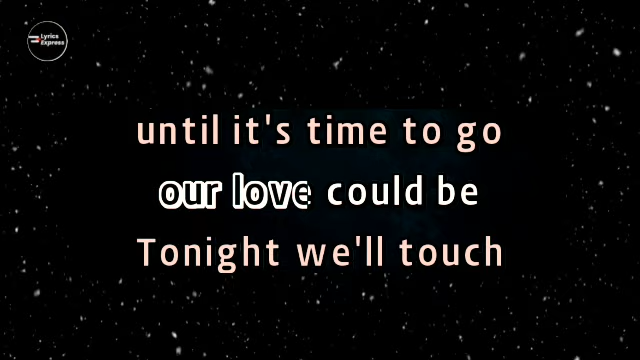 Lyrics
Express
until it's time to go
our love could be
Tonight we'll touch